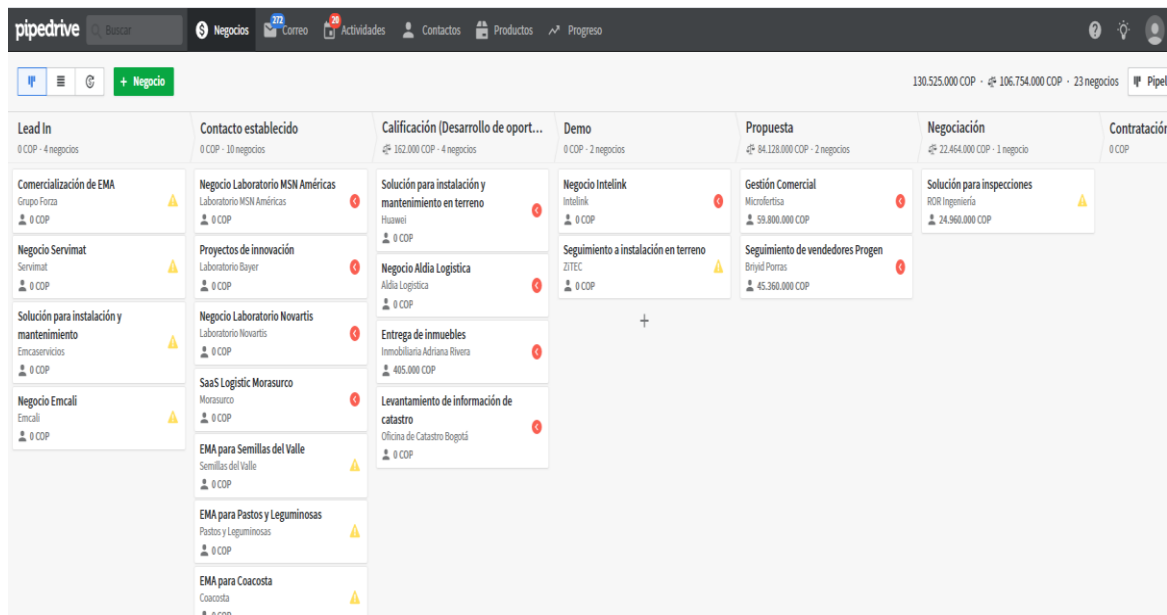 pipedrive
Buscar
Negocios
272
Correo
20
Actividades
Contactos
Productos
Progreso
+ Negocio
130.525.000 COP · 106.754.000 COP · 23 negocios
Pipel
Lead In
0 COP - 4 negocios
Comercialización de EMA
Grupo Forza
0 COP
Negocio Servimat
Servimat
0 COP
Solución para instalación y
mantenimiento
Emcaservicios
0 COP
Negocio Emcali
Emcali
0 COP
Contacto establecido
0 COP - 10 negocios
Negocio Laboratorio MSN Américas
Laboratorio MSN Américas
0 COP
Proyectos de innovación
Laboratorio Bayer
0 COP
Negocio Laboratorio Novartis
Laboratorio Novartis
0 COP
SaaS Logistic Morasurco
Morasurco
0 COP
EMA para Semillas del Valle
Semillas del Valle
0 COP
EMA para Pastos y Leguminosas
Pastos y Leguminosas
0 COP
EMA para Coacosta
Coacosta
0 COP
Calificación (Desarrollo de oport...
162.000 COP - 4 negocios
Solución para instalación y
mantenimiento en terreno
Huawei
0 COP
Negocio Aldia Logistica
Aldia Logistica
0 COP
Entrega de inmuebles
Inmobiliaria Adriana Rivera
405.000 COP
Levantamiento de información de
catastro
Oficina de Catastro Bogotá
0 COP
Demo
0 COP - 2 negocios
Negocio Intelink
Intelink
0 COP
Seguimiento a instalación en terreno
ZiTEC
0 COP
Propuesta
84.128.000 COP - 2 negocios
Gestión Comercial
Microfertisa
59.800.000 COP
Seguimiento de vendedores Progen
Briyid Porras
45.360.000 COP
Negociación
22.464.000 COP - 1 negocio
Solución para inspecciones
ROR Ingeniería
24.960.000 COP
Contratación
0 COP